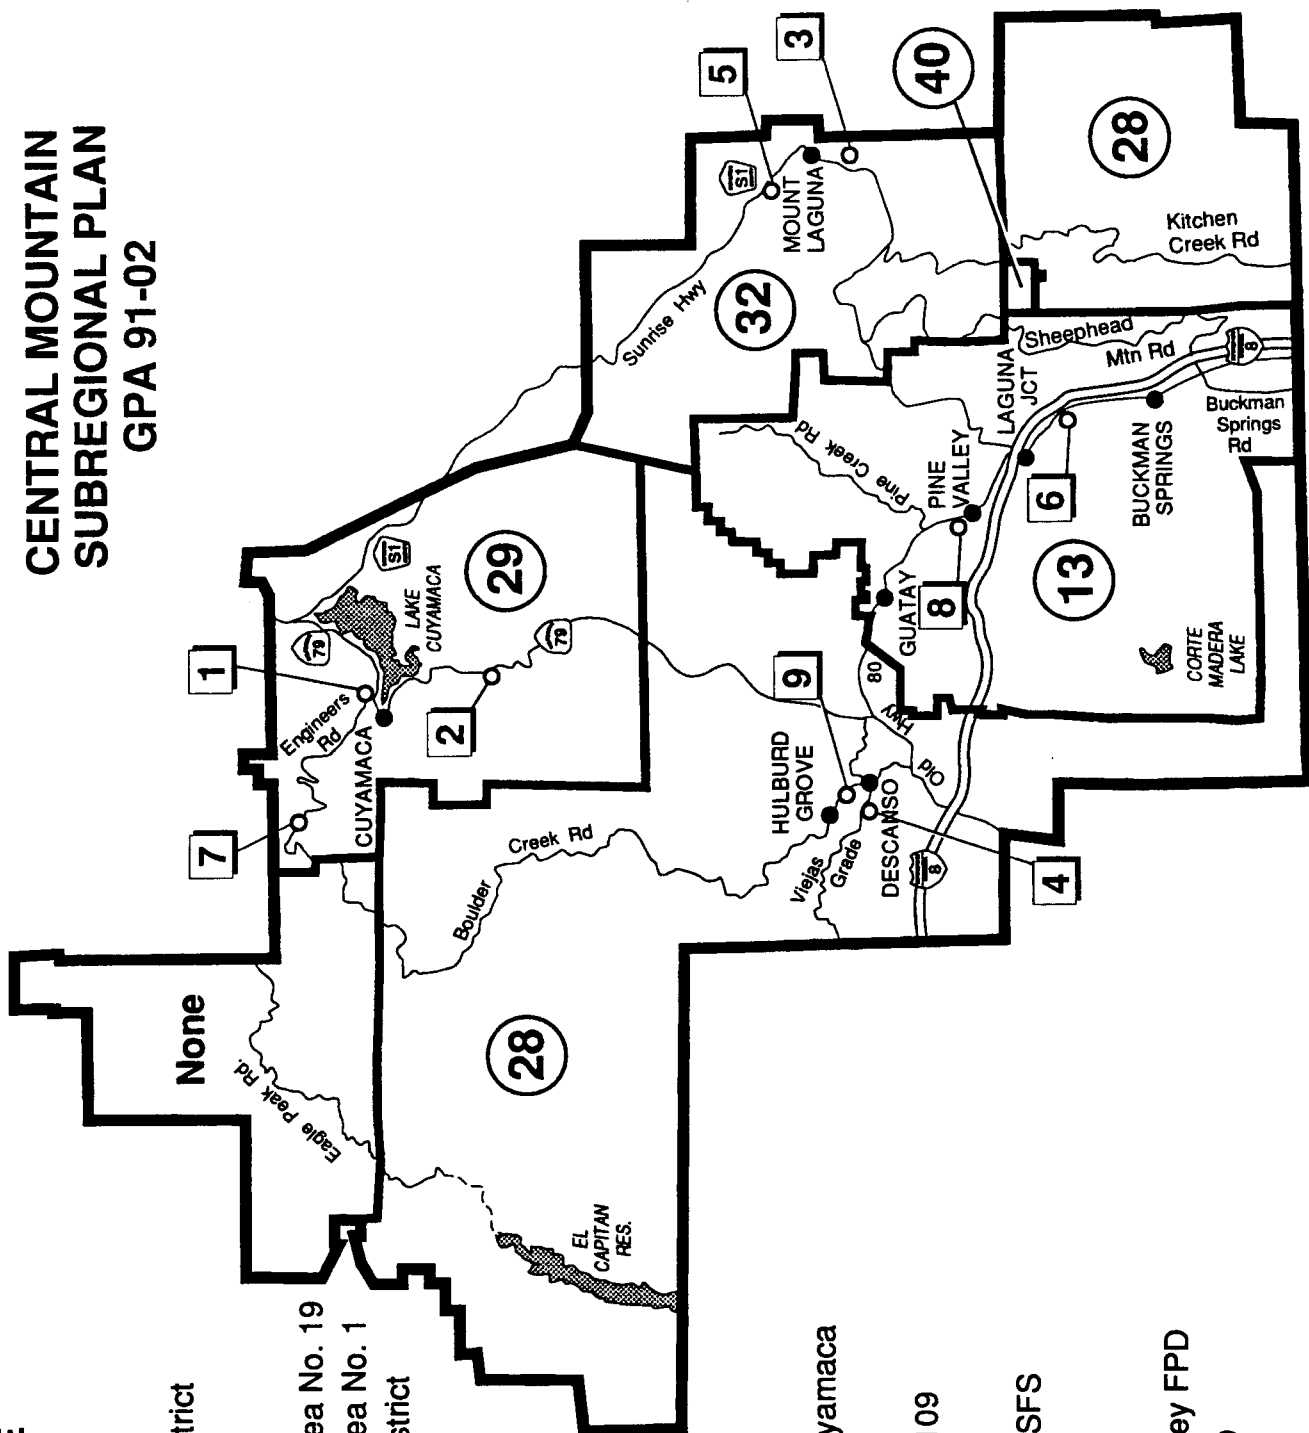 CENTRAL MOUNTAIN
SUBREGIONAL PLAN
GPA 91-02
trict
ea No. 19
ea No. 1
strict
yamaca
109
SFS
ey FPD
None
Eagle Peak Rd.
28
EL
CAPITAN
RES.
7
1
Engineers
Rd
79
S1
LAKE
CUYAMACA
CUYAMACA
2
29
79
Boulder
Creek Rd
Sunrise Hwy
32
S1
5
3
MOUNT
LAGUNA
40
28
Kitchen
Creek Rd
Pine Creek Rd
PINE
VALLEY
LAGUNA
JCT
Sheephead
Mtn Rd
8
Buckman
Springs
Rd
BUCKMAN
SPRINGS
6
8
GUATAY
13
CORTE
MADERA
LAKE
9
80
Hwy
Old
HULBURD
GROVE
DESCANSO
Viejas
Grade
8
4